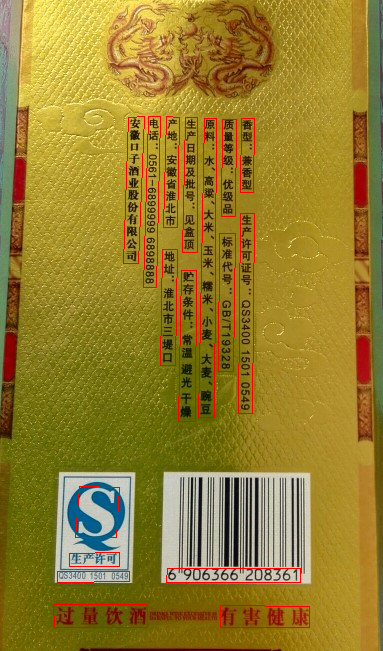 香型：兼香型 生产许可证号：QS3400 1501 0549
质量等级：优级品 标准代号：GB/T19328
原料：水、高粱、大米、玉米、糯米、小麦、大麦、豌豆
生产日期及批号：见盒顶 贮存条件：常温 避光 干燥
产地：安徽省淮北市 地址：淮北市三堤口
电话：0561-6899999 6898888
安徽口子酒业股份有限公司
S
生产许可
QS3400 1501 0549
6 906366 208361
过量饮酒 有害健康